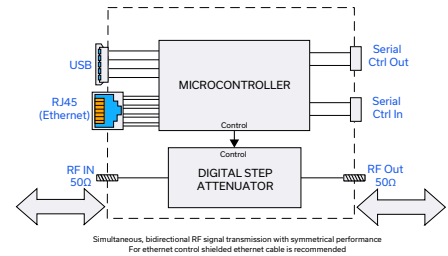 USB
RJ45
(Ethernet)
MICROCONTROLLER
Control
Serial
Ctrl Out
Serial
Ctrl In
Control
DIGITAL STEP
ATTENUATOR
RF IN
50Ω
RF Out
50Ω
Simultaneous, bidirectional RF signal transmission with symmetrical performance
For ethernet control shielded ethernet cable is recommended